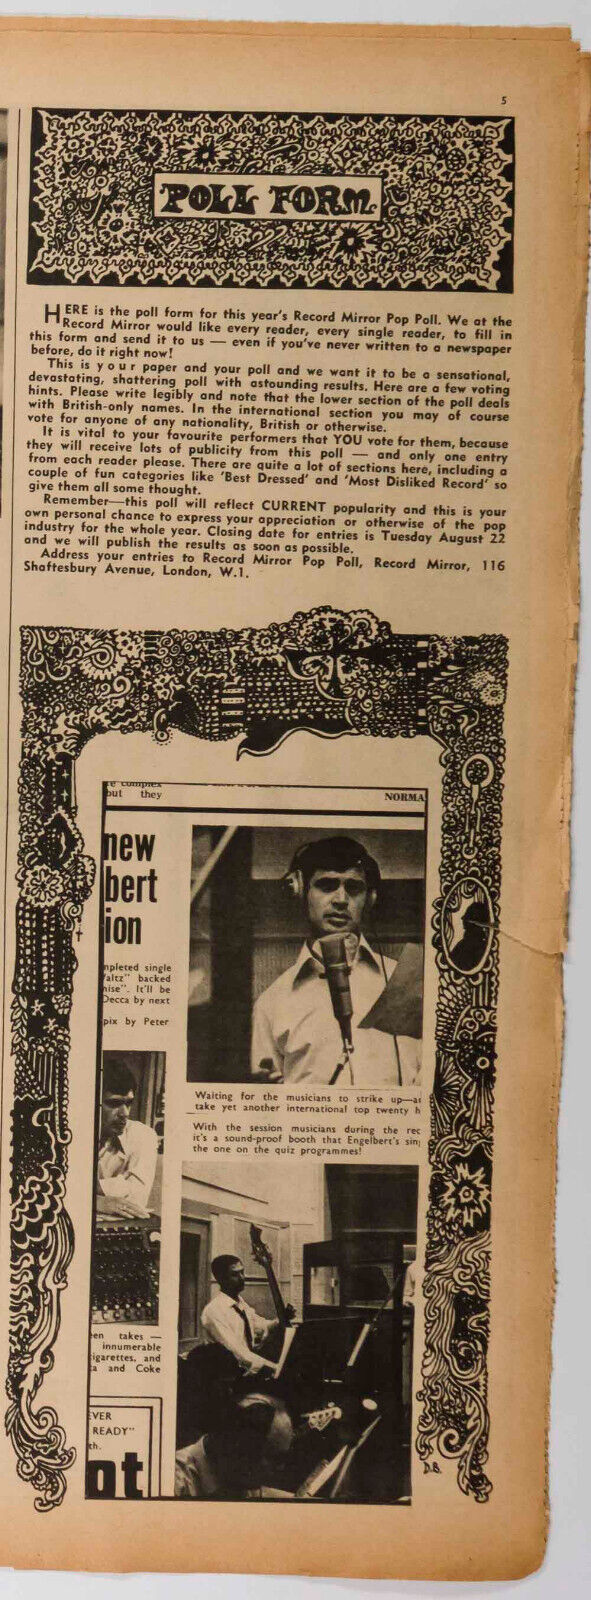 5
POLL FORM
HERE is the poll form for this year's Record Mirror Pop Poll. We at the
Record Mirror would like every reader, every single reader, to fill in
this form and send it to us — even if you've never written to a newspaper
before, do it right now!
This is your paper and your poll and we want it to be a sensational,
devastating, shattering poll with astounding results. Here are a few voting
hints. Please write legibly and note that the lower section of the poll deals
with British-only names. In the international section you may of course
vote for anyone of any nationality, British or otherwise.
It is vital to your favourite performers that YOU vote for them, because
they will receive lots of publicity from this poll — and only one entry
from each reader please. There are quite a lot of sections here, including a
couple of fun categories like 'Best Dressed' and 'Most Disliked Record' so
give them all some thought.
Remember—this poll will reflect CURRENT popularity and this is your
own personal chance to express your appreciation or otherwise of the pop
industry for the whole year. Closing date for entries is Tuesday August 22
and we will publish the results as soon as possible.
Address your entries to Record Mirror Pop Poll, Record Mirror, 116
Shaftesbury Avenue, London, W.1.
e complex
but they
NORMA
new
bert
ion
mpleted single
altz" backed
nise". It'll be
Decca by next
pix by Peter
Waiting for the musicians to strike up—a
take yet another international top twenty h
With the session musicians during the rec
it's a sound-proof booth that Engelbert's sin
the one on the quiz programmes!
een takes —
innumerable
igarettes, and
ta and Coke
EVER
READY"
th.
ot
D.B.